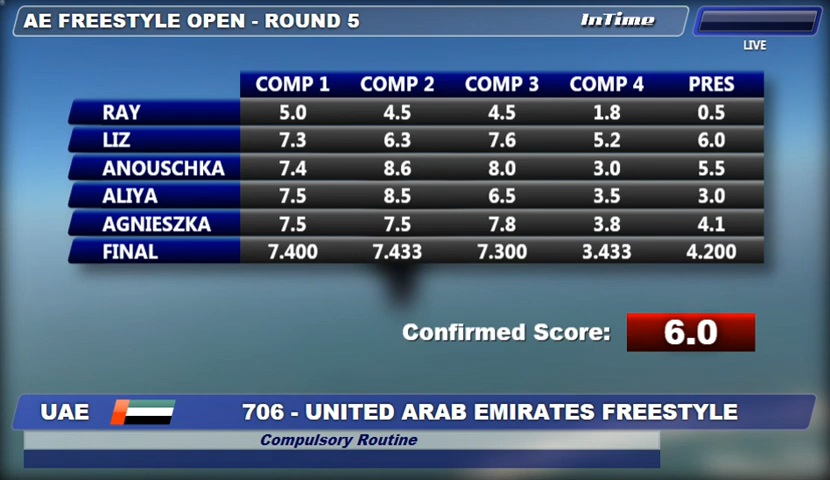 AE FREESTYLE OPEN - ROUND 5 InTime
LIVE
COMP 1 COMP 2 COMP 3 COMP 4 PRES
RAY 5.0 4.5 4.5 1.8 0.5
LIZ 7.3 6.3 7.6 5.2 6.0
ANOUSCHKA 7.4 8.6 8.0 3.0 5.5
ALIYA 7.5 8.5 6.5 3.5 3.0
AGNIESZKA 7.5 7.5 7.8 3.8 4.1
FINAL 7.400 7.433 7.300 3.433 4.200
Confirmed Score: 6.0
UAE 706 - UNITED ARAB EMIRATES FREESTYLE
Compulsory Routine